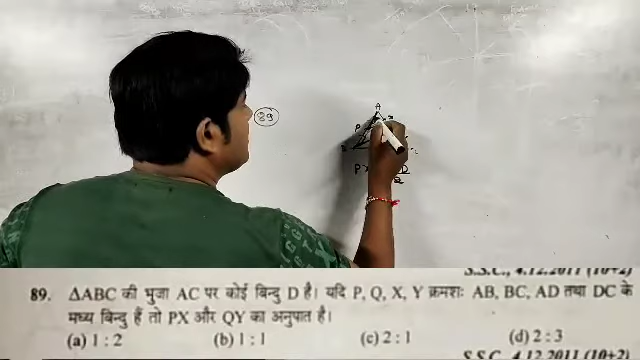 89
A
P
S.S.C., 4.12.2011 (10+2)
89. ΔABC की भुजा AC पर कोई बिन्दु D है। यदि P, Q, X, Y क्रमशः AB, BC, AD तथा DC के
मध्य बिन्दु हैं तो PX और QY का अनुपात है।
(a) 1 : 2 (b) 1 : 1 (c) 2 : 1 (d) 2 : 3
S.S.C. 4.12.2011 (10+2)